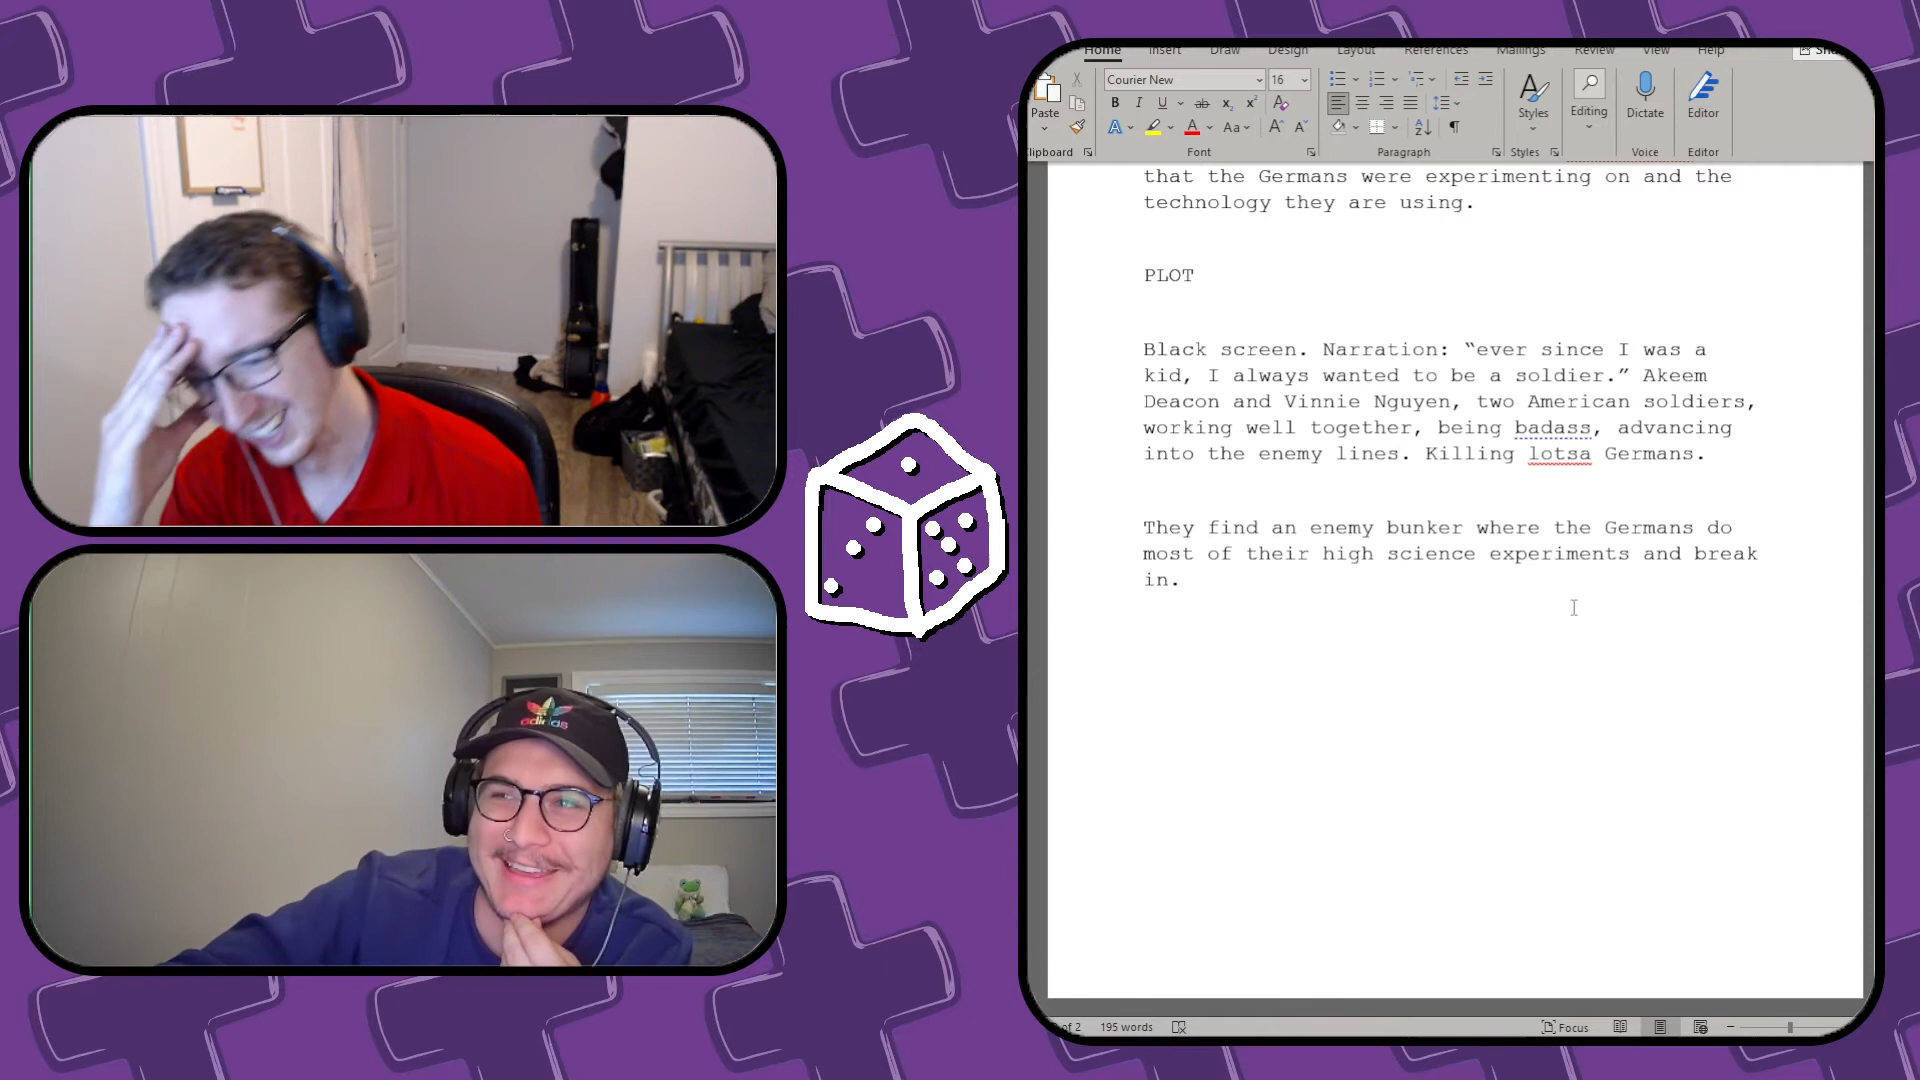 Home Insert Draw Design Layout References Mailings Review View Help
Courier New 16
Paste
Styles Editing Dictate Editor
Clipboard Font Paragraph Styles Voice Editor
that the Germans were experimenting on and the
technology they are using.
PLOT
Black screen. Narration: “ever since I was a
kid, I always wanted to be a soldier.” Akeem
Deacon and Vinnie Nguyen, two American soldiers,
working well together, being badass, advancing
into the enemy lines. Killing lotsa Germans.
They find an enemy bunker where the Germans do
most of their high science experiments and break
in.
of 2 195 words Focus
adidas